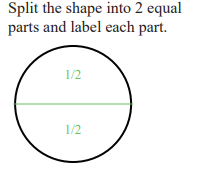 Split the shape into 2 equal
parts and label each part.
1/2
1/2